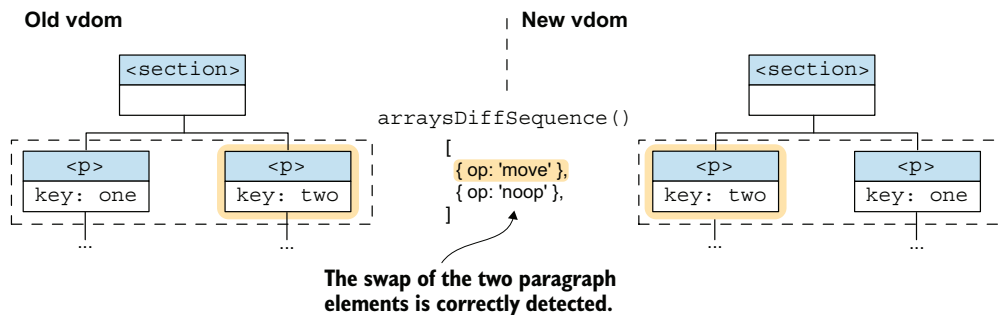 Old vdom
New vdom
<section>
<section>
arraysDiffSequence()
[
{ op: 'move' },
{ op: 'noop' },
]
<p>
key: one
<p>
key: two
<p>
key: two
<p>
key: one
...
...
...
...
The swap of the two paragraph
elements is correctly detected.